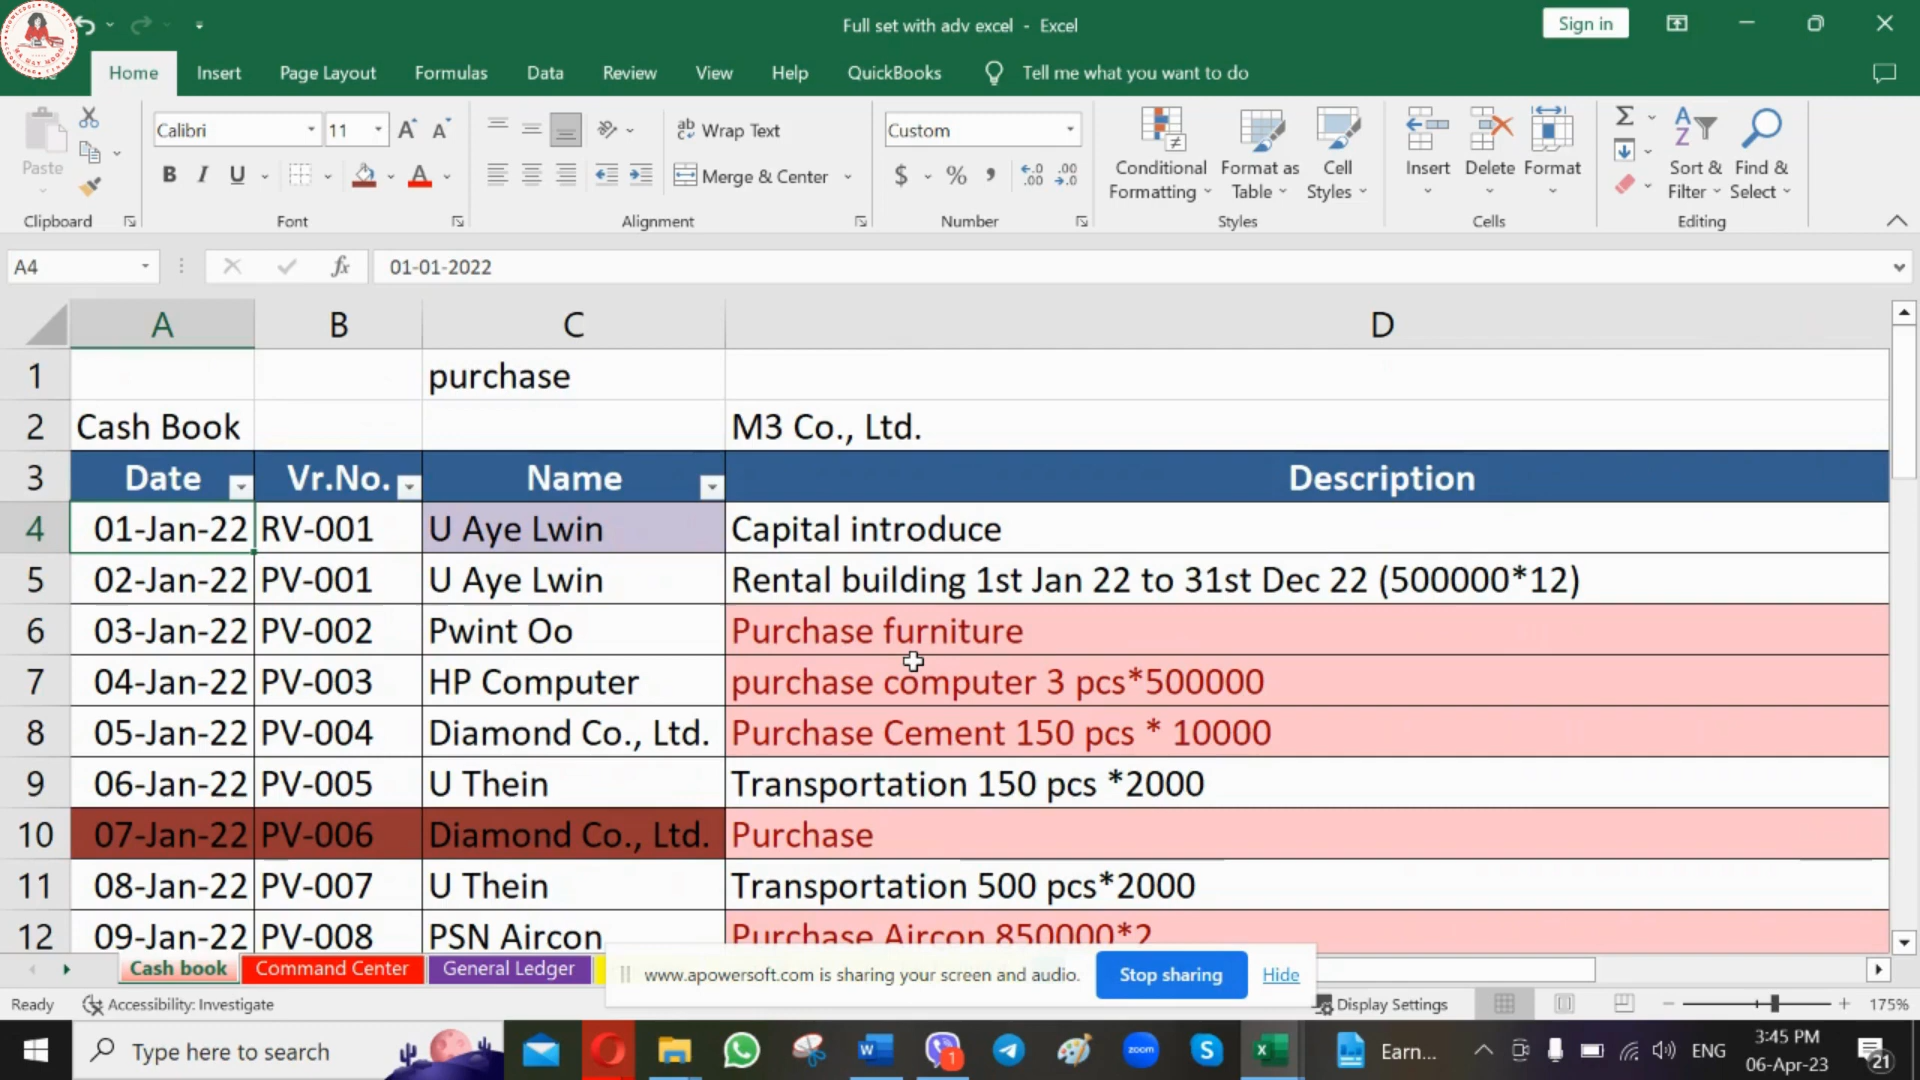 Full set with adv excel - Excel
Sign in
Home Insert Page Layout Formulas Data Review View Help QuickBooks Tell me what you want to do
Paste
Calibri 11
B I U
Wrap Text
Merge & Center
Custom
$ % ,
Conditional Formatting
Format as Table
Cell Styles
Insert Delete Format
Sort & Filter
Find & Select
Clipboard Font Alignment Number Styles Cells Editing
A4 fx 01-01-2022
A B C D
1 purchase
2 Cash Book M3 Co., Ltd.
3 Date Vr.No. Name Description
4 01-Jan-22 RV-001 U Aye Lwin Capital introduce
5 02-Jan-22 PV-001 U Aye Lwin Rental building 1st Jan 22 to 31st Dec 22 (500000*12)
6 03-Jan-22 PV-002 Pwint Oo Purchase furniture
7 04-Jan-22 PV-003 HP Computer purchase computer 3 pcs*500000
8 05-Jan-22 PV-004 Diamond Co., Ltd. Purchase Cement 150 pcs * 10000
9 06-Jan-22 PV-005 U Thein Transportation 150 pcs *2000
10 07-Jan-22 PV-006 Diamond Co., Ltd. Purchase
11 08-Jan-22 PV-007 U Thein Transportation 500 pcs*2000
12 09-Jan-22 PV-008 PSN Aircon Purchase Aircon 850000*2
Cash book Command Center General Ledger
www.apowersoft.com is sharing your screen and audio. Stop sharing Hide
Ready Accessibility: Investigate Display Settings 175%
Type here to search
zoom
1
Earn...
ENG
3:45 PM
06-Apr-23
21